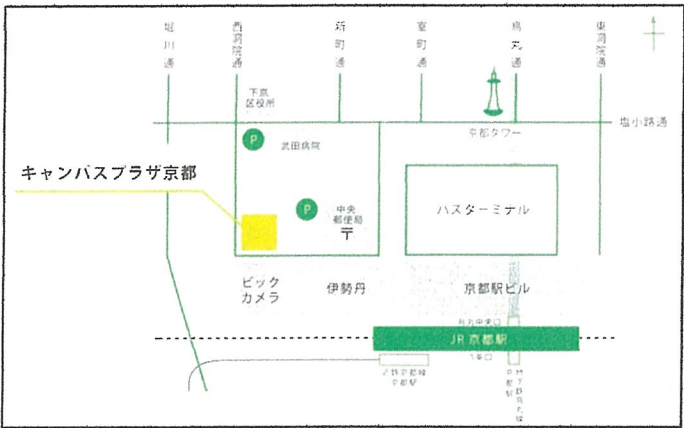 堀川通
西洞院通
新町通
室町通
烏丸通
東洞院通
下京
区役所
塩小路通
P
武田病院
京都タワー
キャンパスプラザ京都
P
中央
郵便局
〒
バスターミナル
ビック
カメラ
伊勢丹
京都駅ビル
JR 京都駅
京都駅